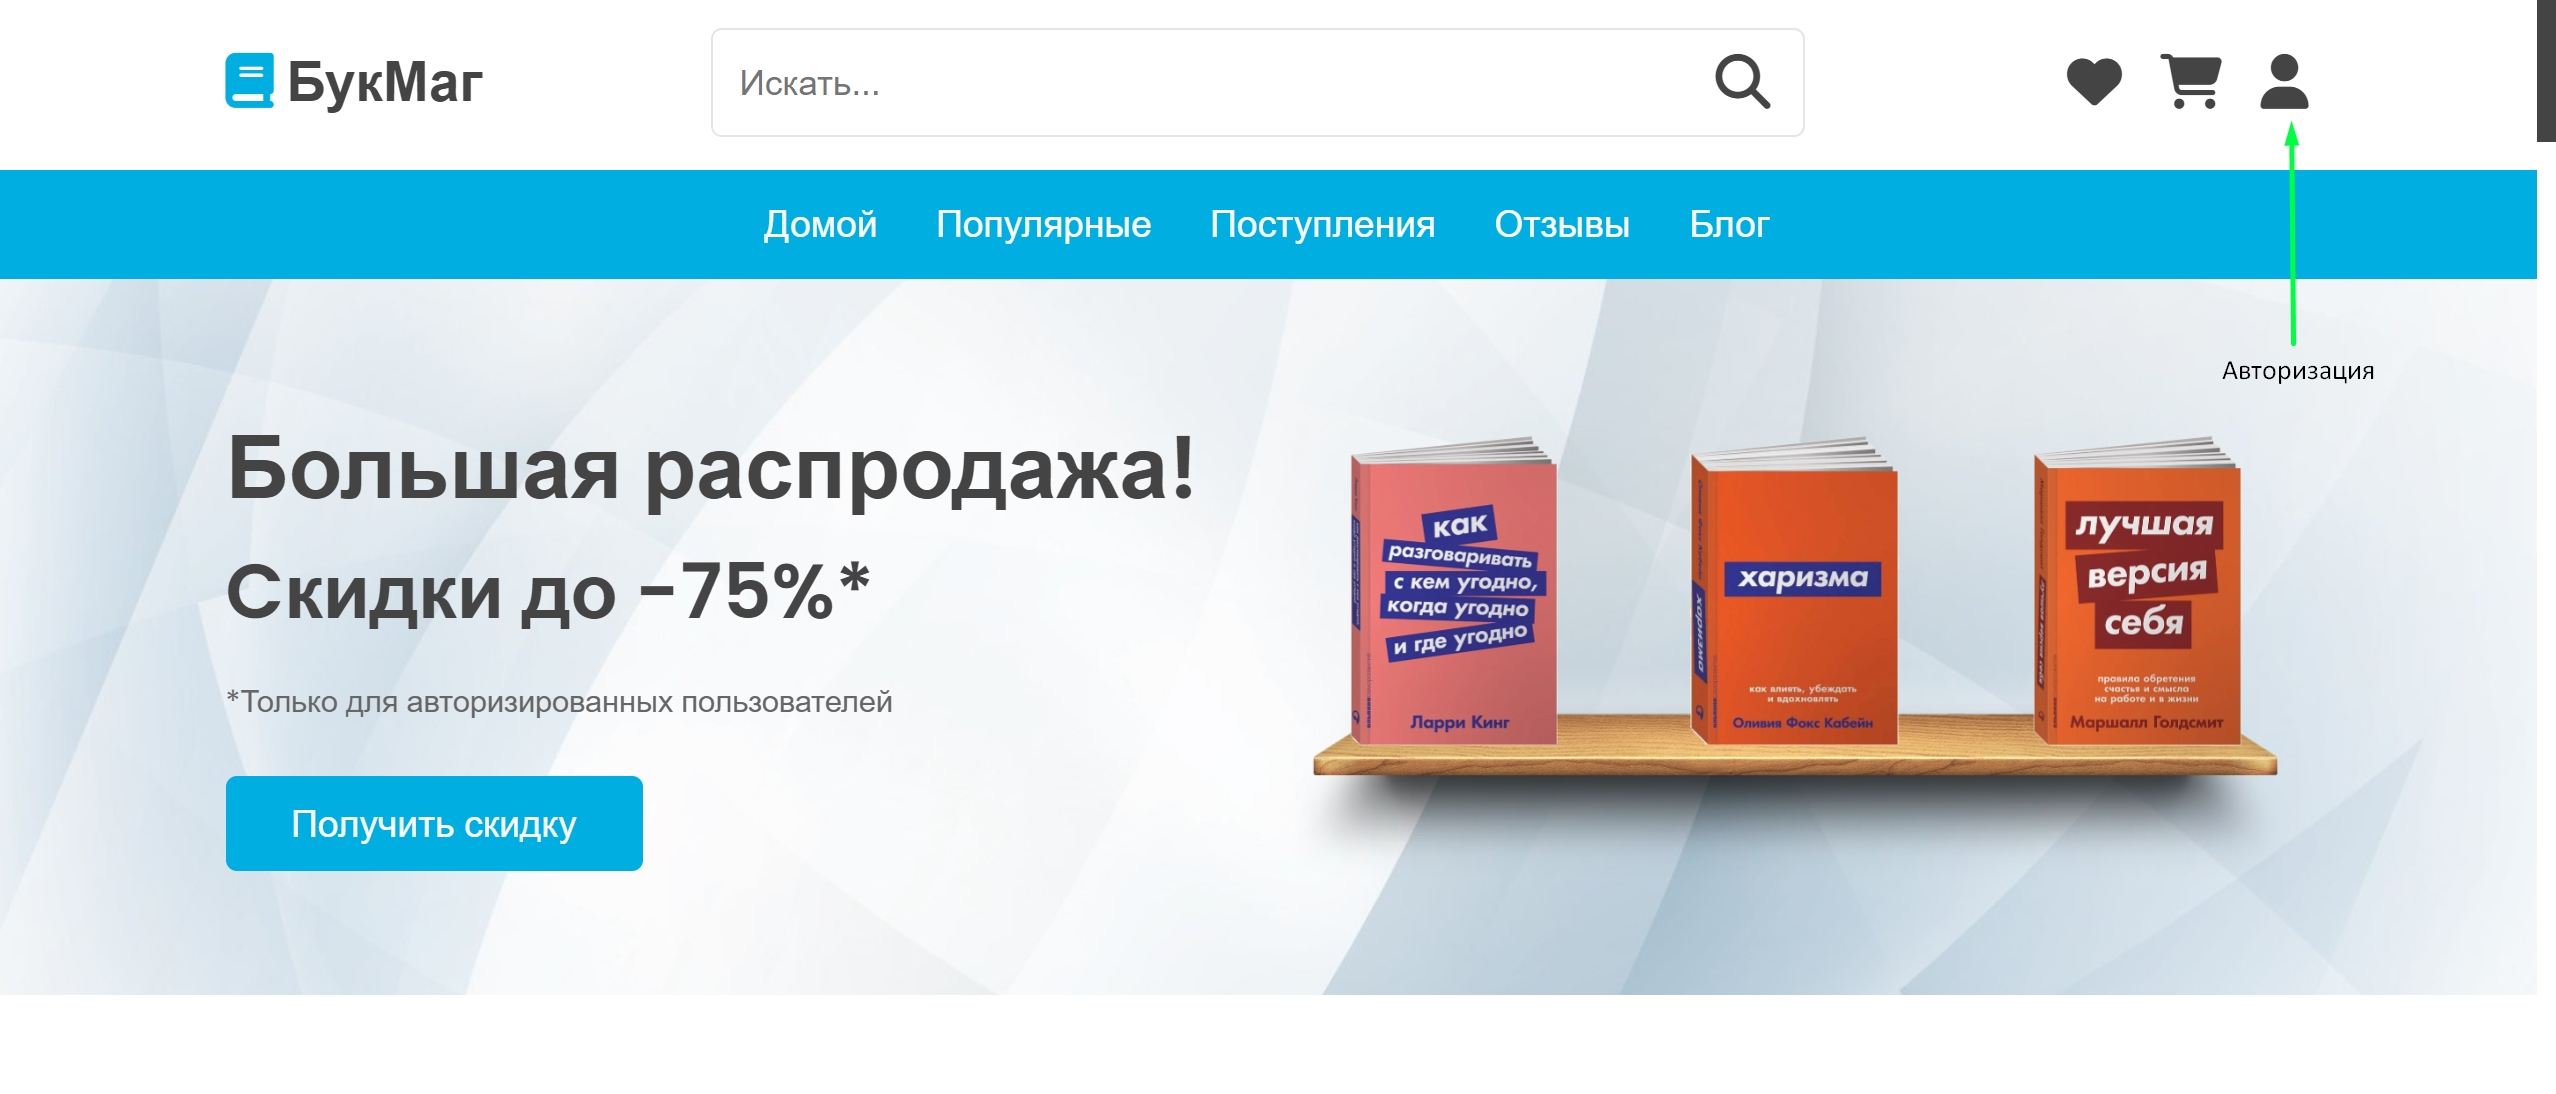 БукМаг
Искать...
Домой Популярные Поступления Отзывы Блог
Авторизация
Большая распродажа!
Скидки до -75%*
*Только для авторизированных пользователей
Получить скидку
как
разговаривать
с кем угодно,
когда угодно
и где угодно
Ларри Кинг
харизма
как влиять, убеждать
и вдохновлять
Оливия Фокс Кабейн
харизма
лучшая
версия
себя
правила обретения
счастья и смысла
на работе и в жизни
Маршалл Голдсмит